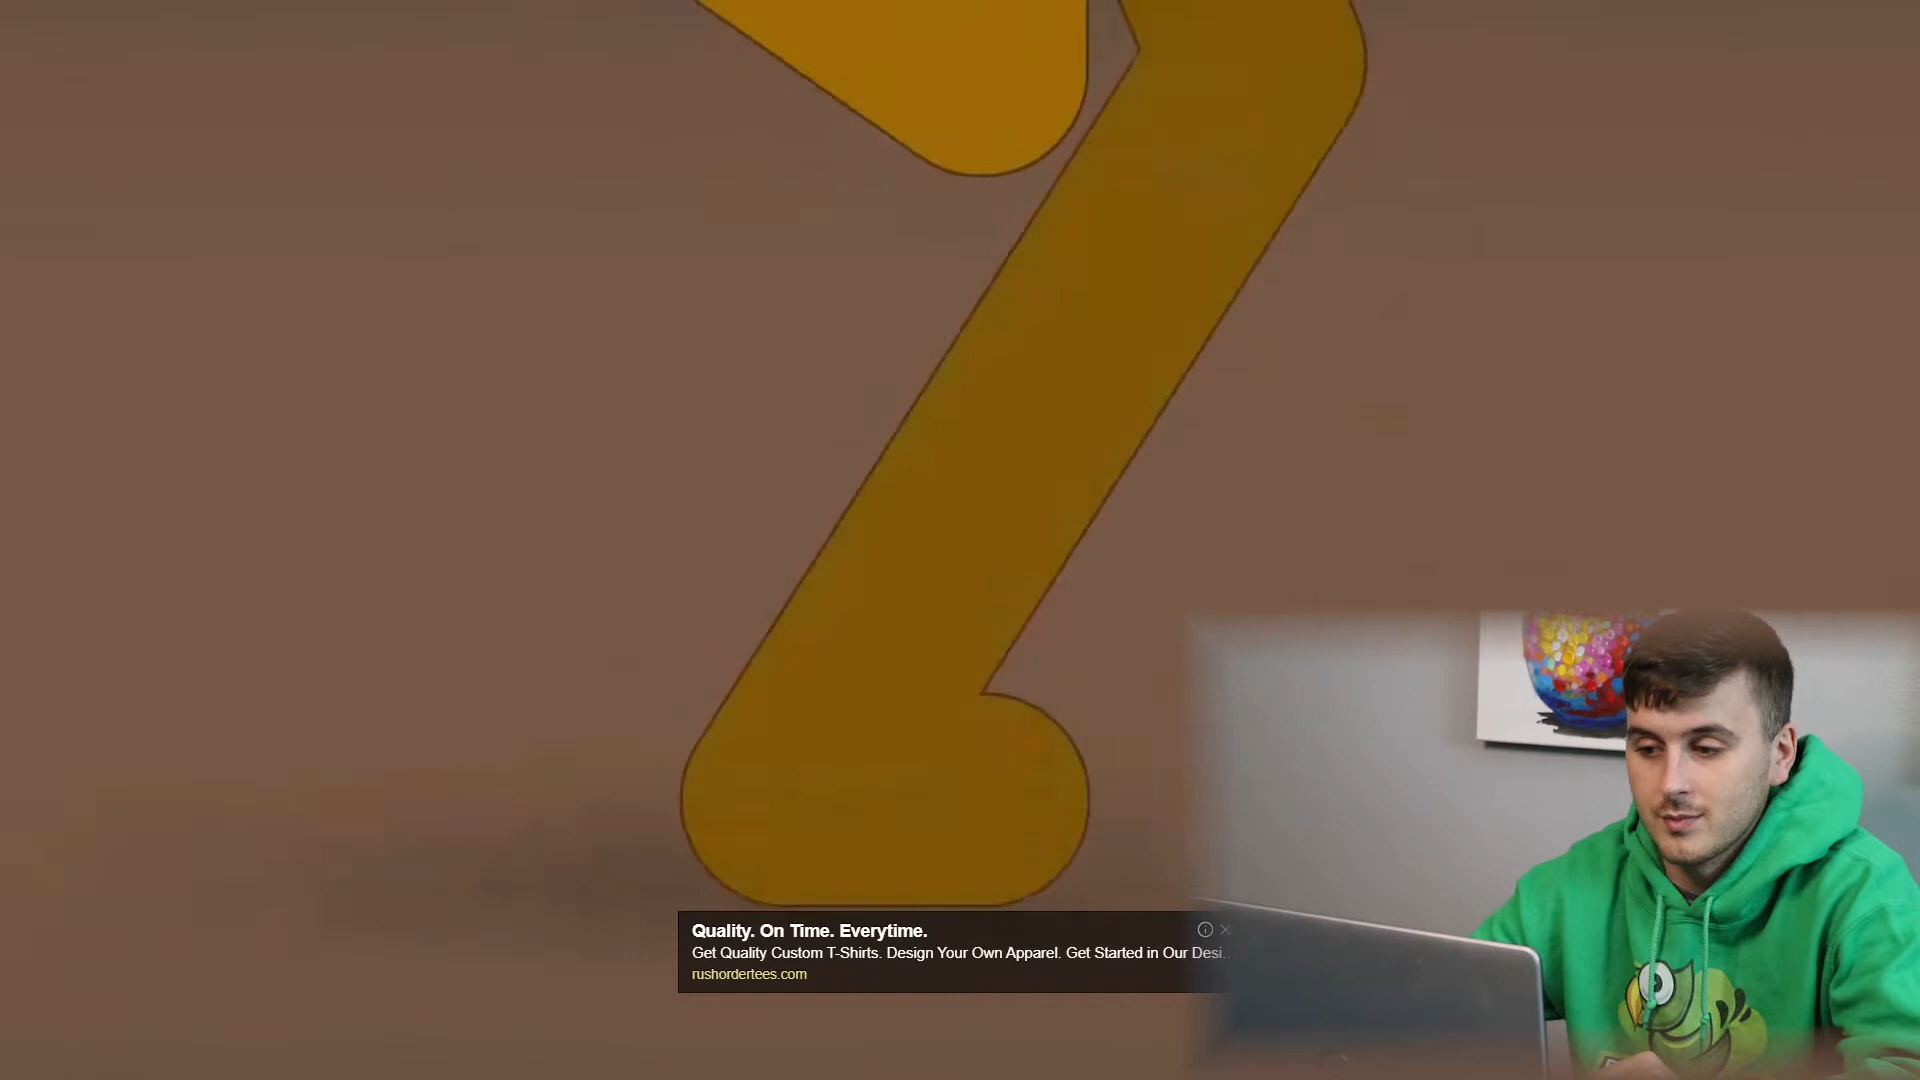 Quality. On Time. Everytime.
Get Quality Custom T-Shirts. Design Your Own Apparel. Get Started in Our Desi..
rushordertees.com